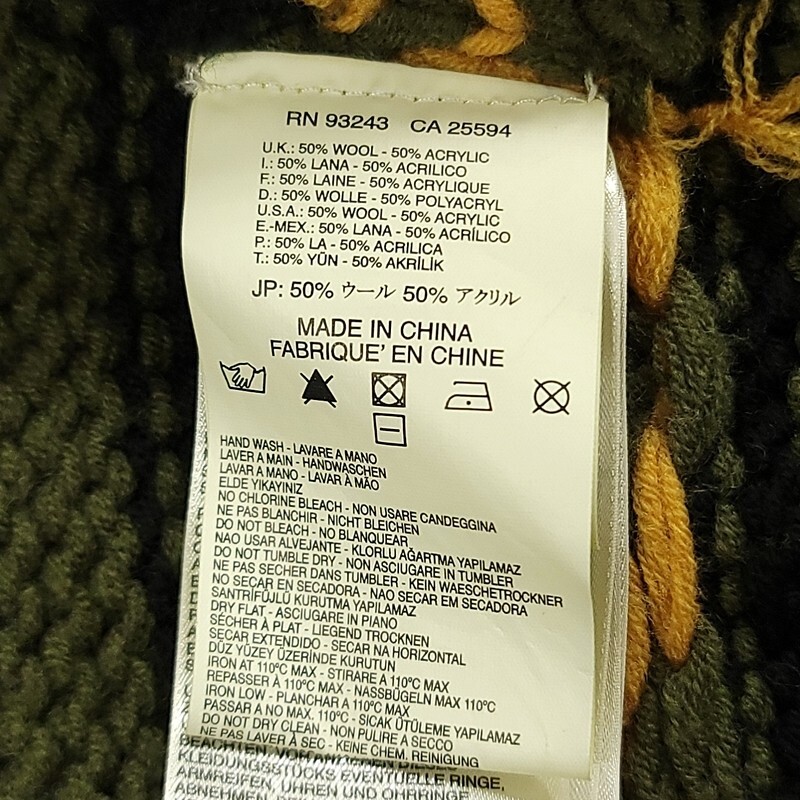 RN 93243 CA 25594
U.K.: 50% WOOL - 50% ACRYLIC
I.: 50% LANA - 50% ACRILICO
F.: 50% LAINE - 50% ACRYLIQUE
D.: 50% WOLLE - 50% POLYACRYL
U.S.A.: 50% WOOL - 50% ACRYLIC
E.-MEX.: 50% LANA - 50% ACRÍLICO
P.: 50% LA - 50% ACRILICA
T.: 50% YÜN - 50% AKRİLİK
JP: 50% ウール 50% アクリル
MADE IN CHINA
FABRIQUE' EN CHINE
HAND WASH - LAVARE A MANO
LAVER A MAIN - HANDWASCHEN
LAVAR A MANO - LAVAR À MÃO
ELDE YIKAYINIZ
NO CHLORINE BLEACH - NON USARE CANDEGGINA
NE PAS BLANCHIR - NICHT BLEICHEN
DO NOT BLEACH - NO BLANQUEAR
NAO USAR ALVEJANTE - KLORLU AĞARTMA YAPILAMAZ
DO NOT TUMBLE DRY - NON ASCIUGARE IN TUMBLER
NE PAS SECHER DANS TUMBLER - KEIN WAESCHETROCKNER
NO SECAR EN SECADORA - NAO SECAR EM SECADORA
SANTRİFÜJLÜ KURUTMA YAPILAMAZ
DRY FLAT - ASCIUGARE IN PIANO
SÉCHER À PLAT - LIEGEND TROCKNEN
SECAR EXTENDIDO - SECAR NA HORIZONTAL
DÜZ YÜZEY ÜZERİNDE KURUTUN
IRON AT 110°C MAX - STIRARE A 110°C MAX
REPASSER À 110°C MAX - NASSBÜGELN MAX 110°C
IRON LOW - PLANCHAR A 110°C MAX
PASSAR A NO MAX. 110°C - SICAK ÜTÜLEME YAPILAMAZ
DO NOT DRY CLEAN - NON PULIRE A SECCO
NE PAS LAVER À SEC - KEINE CHEM. REINIGUNG
KLEIDUNGSSTÜCKS EVENTUELLE RINGE,
ARMREIFEN, UHREN UND OHRRINGE